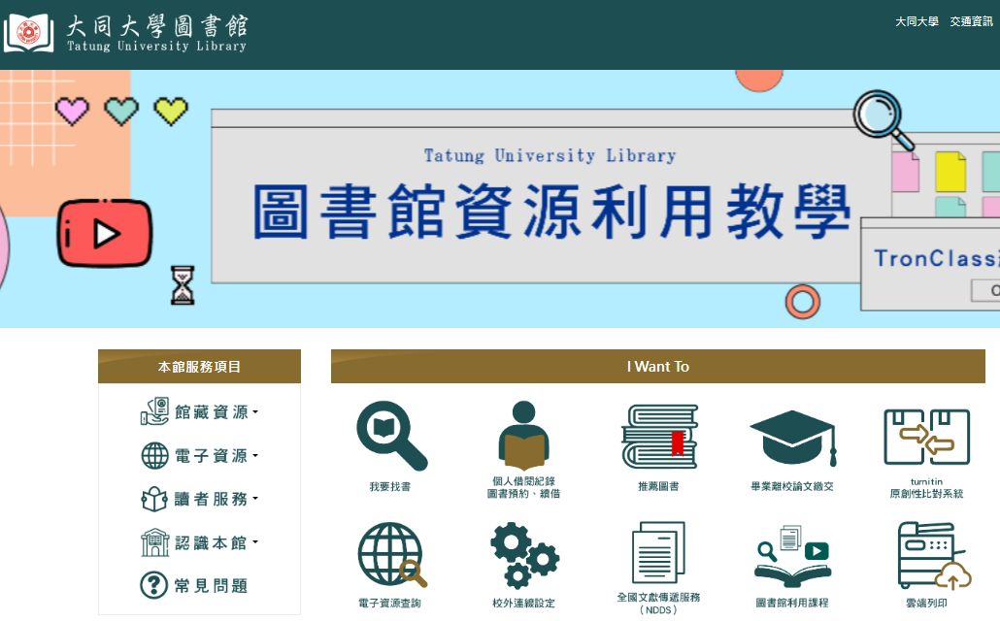 大同大學圖書館
Tatung University Library
大同大學 交通資訊
Tatung University Library
圖書館資源利用教學
TronClass
本館服務項目
館藏資源
電子資源
讀者服務
認識本館
常見問題
I Want To
我要找書
個人借閱紀錄
圖書預約、續借
推薦圖書
畢業離校論文繳交
turnitin
原創性比對系統
電子資源查詢
校外連線設定
全國文獻傳遞服務
(NDDS)
圖書館利用課程
雲端列印